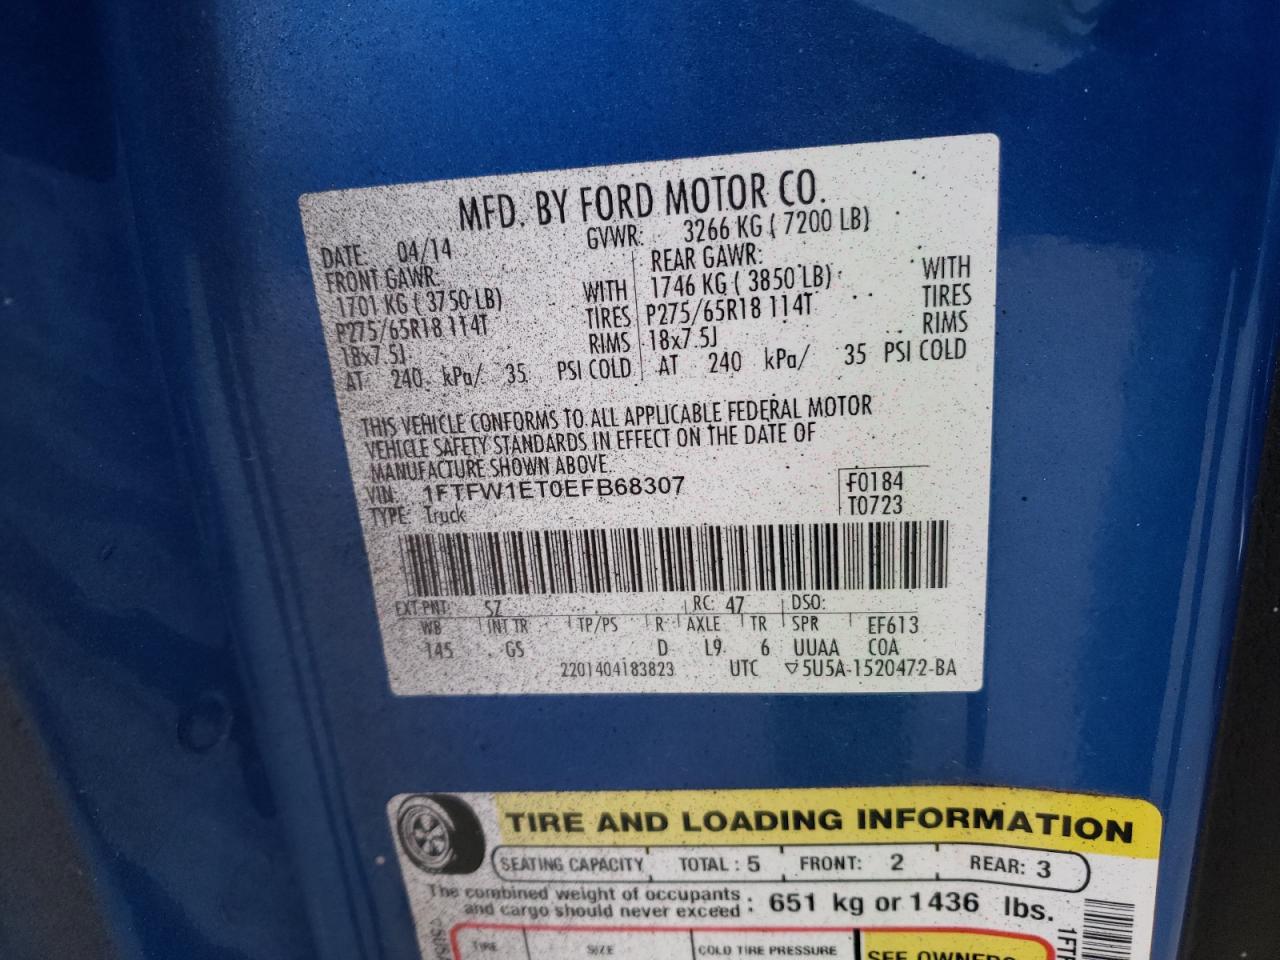 MFD. BY FORD MOTOR CO.
DATE: 04/14 GVWR: 3266 KG ( 7200 LB)
FRONT GAWR: REAR GAWR:
1701 KG ( 3750 LB) WITH 1746 KG ( 3850 LB) WITH
P275/65R18 114T TIRES P275/65R18 114T TIRES
18x7.5J RIMS 18x7.5J RIMS
AT 240 kPa/ 35 PSI COLD AT 240 kPa/ 35 PSI COLD
THIS VEHICLE CONFORMS TO ALL APPLICABLE FEDERAL MOTOR
VEHICLE SAFETY STANDARDS IN EFFECT ON THE DATE OF
MANUFACTURE SHOWN ABOVE.
VIN: 1FTFW1ET0EFB68307 F0184
TYPE: Truck T0723
EXT PNT: SZ RC: 47 DSO:
WB INT TR TP/PS R AXLE TR SPR EF613
145 GS D L9 6 UUAA COA
2201404183823 UTC ▽5U5A-1520472-BA
TIRE AND LOADING INFORMATION
SEATING CAPACITY TOTAL : 5 FRONT: 2 REAR: 3
The combined weight of occupants
and cargo should never exceed : 651 kg or 1436 lbs.
TIRE SIZE COLD TIRE PRESSURE SEE OWNERS